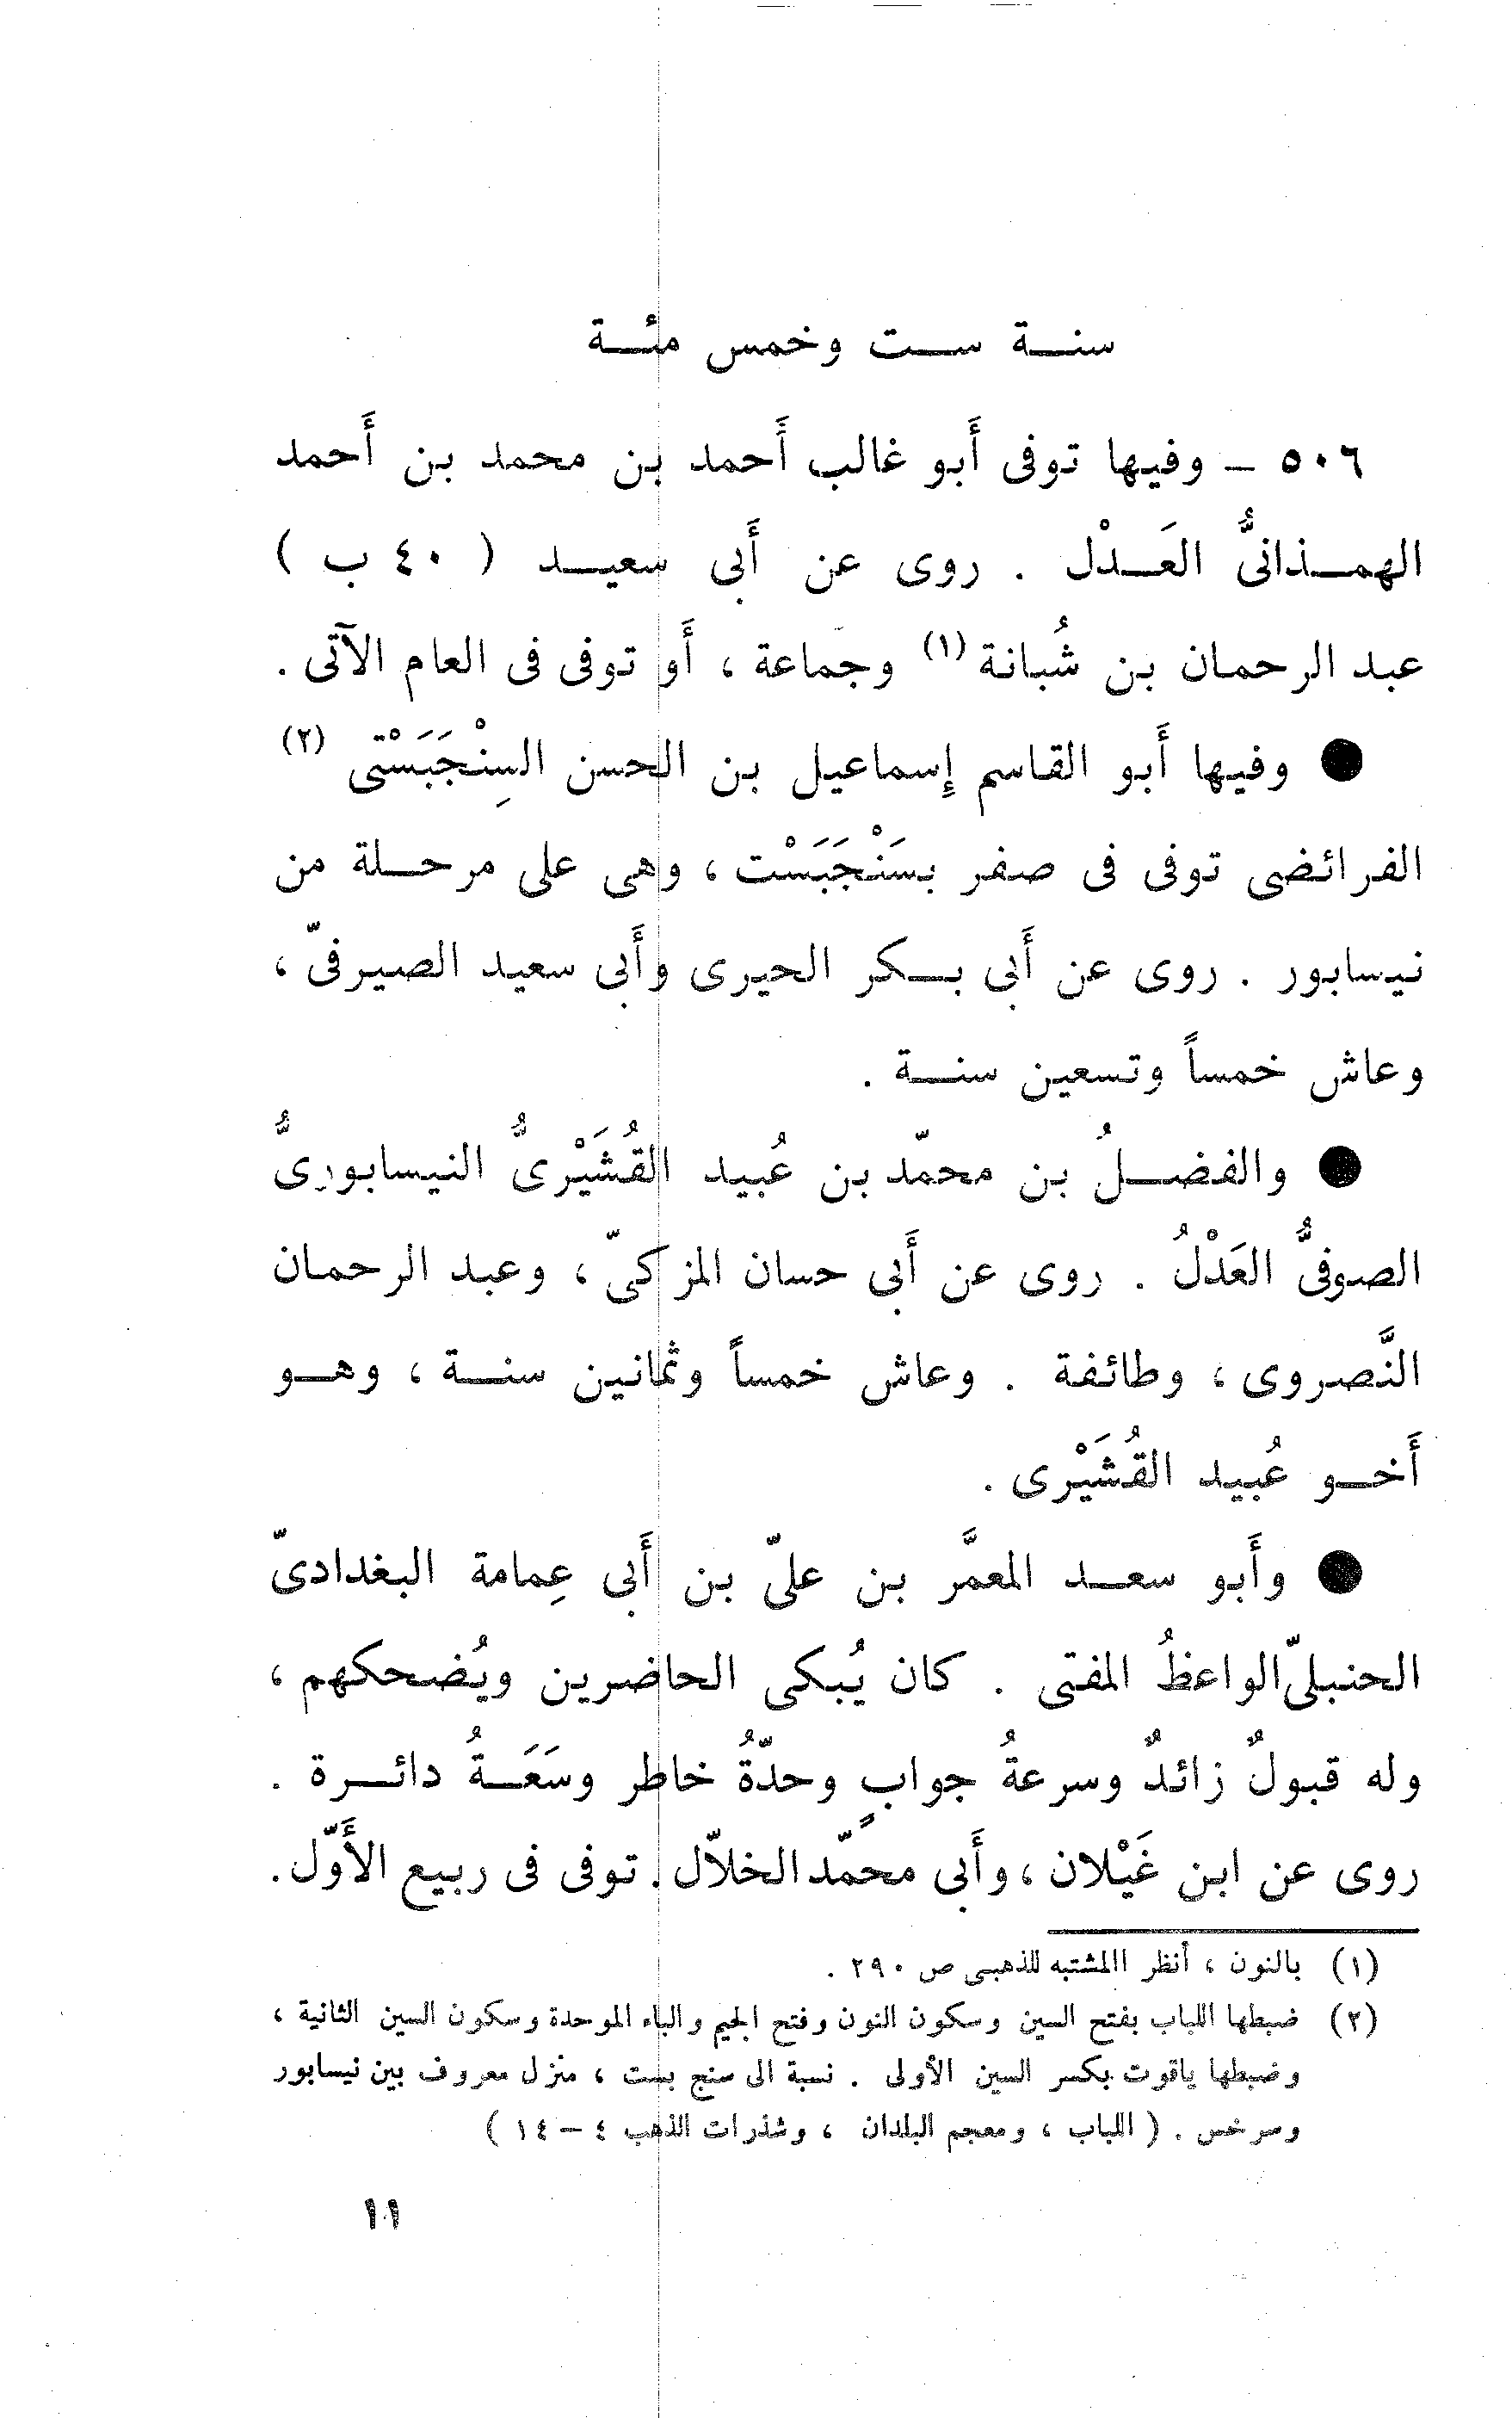 سنة ست وخمس مئة
٥٠٦ – وفيها توفى أَبو غالب أَحمد بن محمد بن أَحمد
الهمذانىُّ العَدْل . روى عن أَبى سعيد ( ٤٠ ب )
عبد الرحمان بن شُبانة (١) وجماعة ، أَو توفى فى العام الآتى .
● وفيها أَبو القاسم إِسماعيل بن الحسن السِنْجَبَسْتى (٢)
الفرائضى توفى فى صفر بسَنْجَبَسْت ، وهى على مرحلة من
نيسابور . روى عن أَبى بكر الحيرى وأَبى سعيد الصيرفىّ ،
وعاش خمساً وتسعين سنة .
● والفضلُ بن محمّد بن عُبيد القُشَيْرىُّ النيسابورىُّ
الصوفىُّ العَدْلُ . روى عن أَبى حسان المزكىّ ، وعبد الرحمان
النَّصروى ، وطائفة . وعاش خمساً وثمانين سنة ، وهو
أَخو عُبيد القُشَيْرى .
● وأَبو سعد المعمَّر بن علىّ بن أَبى عِمامة البغدادىّ
الحنبلىّ الواعظُ المفتى . كان يُبكى الحاضرين ويُضحكهم ،
وله قبولٌ زائدٌ وسرعةُ جوابٍ وحدّةُ خاطر وسَعَةُ دائرة .
روى عن ابن غَيْلان ، وأَبى محمّد الخلاّل . توفى فى ربيع الأَوّل .
(١) بالنون ، أنظر االمشتبه للذهبى ص ٢٩٠ .
(٢) ضبطها اللباب بفتح السين وسكون النون وفتح الجيم والباء الموحدة وسكون السين الثانية ،
وضبطها ياقوت بكسر السين الأولى . نسبة الى سنج بست ، منزل معروف بين نيسابور
وسرخس . ( اللباب ، ومعجم البلدان ، وشذرات الذهب ٤ – ١٤ )
١١